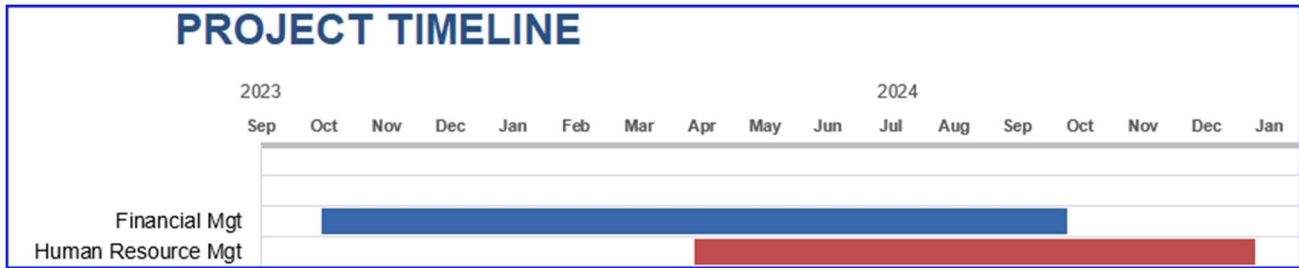 PROJECT TIMELINE
2023 2024
Sep Oct Nov Dec Jan Feb Mar Apr May Jun Jul Aug Sep Oct Nov Dec Jan
Financial Mgt
Human Resource Mgt